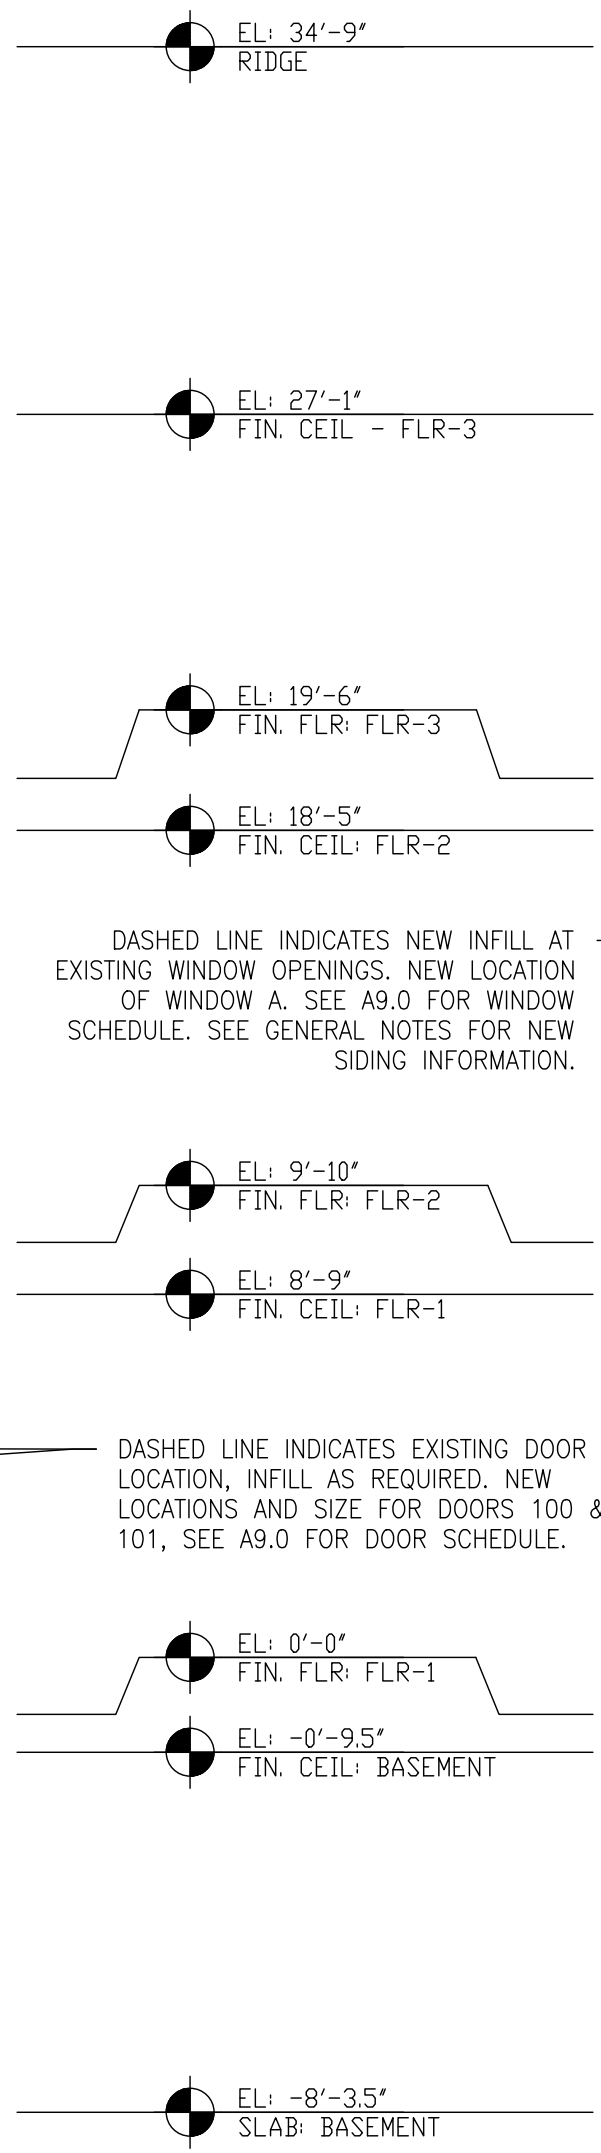 EL: 34'-9"
RIDGE
EL: 27'-1"
FIN. CEIL - FLR-3
EL: 19'-6"
FIN. FLR: FLR-3
EL: 18'-5"
FIN. CEIL: FLR-2
DASHED LINE INDICATES NEW INFILL AT
EXISTING WINDOW OPENINGS. NEW LOCATION
OF WINDOW A. SEE A9.0 FOR WINDOW
SCHEDULE. SEE GENERAL NOTES FOR NEW
SIDING INFORMATION.
EL: 9'-10"
FIN. FLR: FLR-2
EL: 8'-9"
FIN. CEIL: FLR-1
DASHED LINE INDICATES EXISTING DOOR
LOCATION, INFILL AS REQUIRED. NEW
LOCATIONS AND SIZE FOR DOORS 100 &
101, SEE A9.0 FOR DOOR SCHEDULE.
EL: 0'-0"
FIN. FLR: FLR-1
EL: -0'-9.5"
FIN. CEIL: BASEMENT
EL: -8'-3.5"
SLAB: BASEMENT